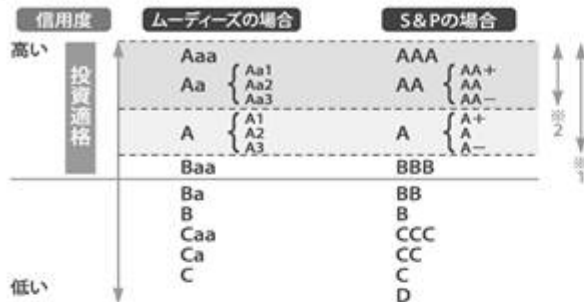 信用度 ムーディーズの場合 S&Pの場合
高い
投資適格
Aaa AAA
Aa Aa1 Aa2 Aa3 AA AA+ AA AA−
A A1 A2 A3 A A+ A A−
※2
※1
Baa BBB
Ba BB
B B
Caa CCC
Ca CC
C C
低い D